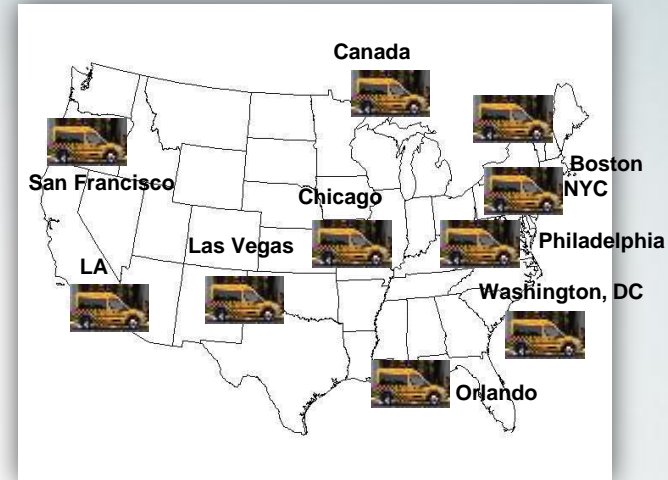 Canada
Boston
San Francisco
NYC
Chicago
Las Vegas
Philadelphia
LA
Washington, DC
Orlando